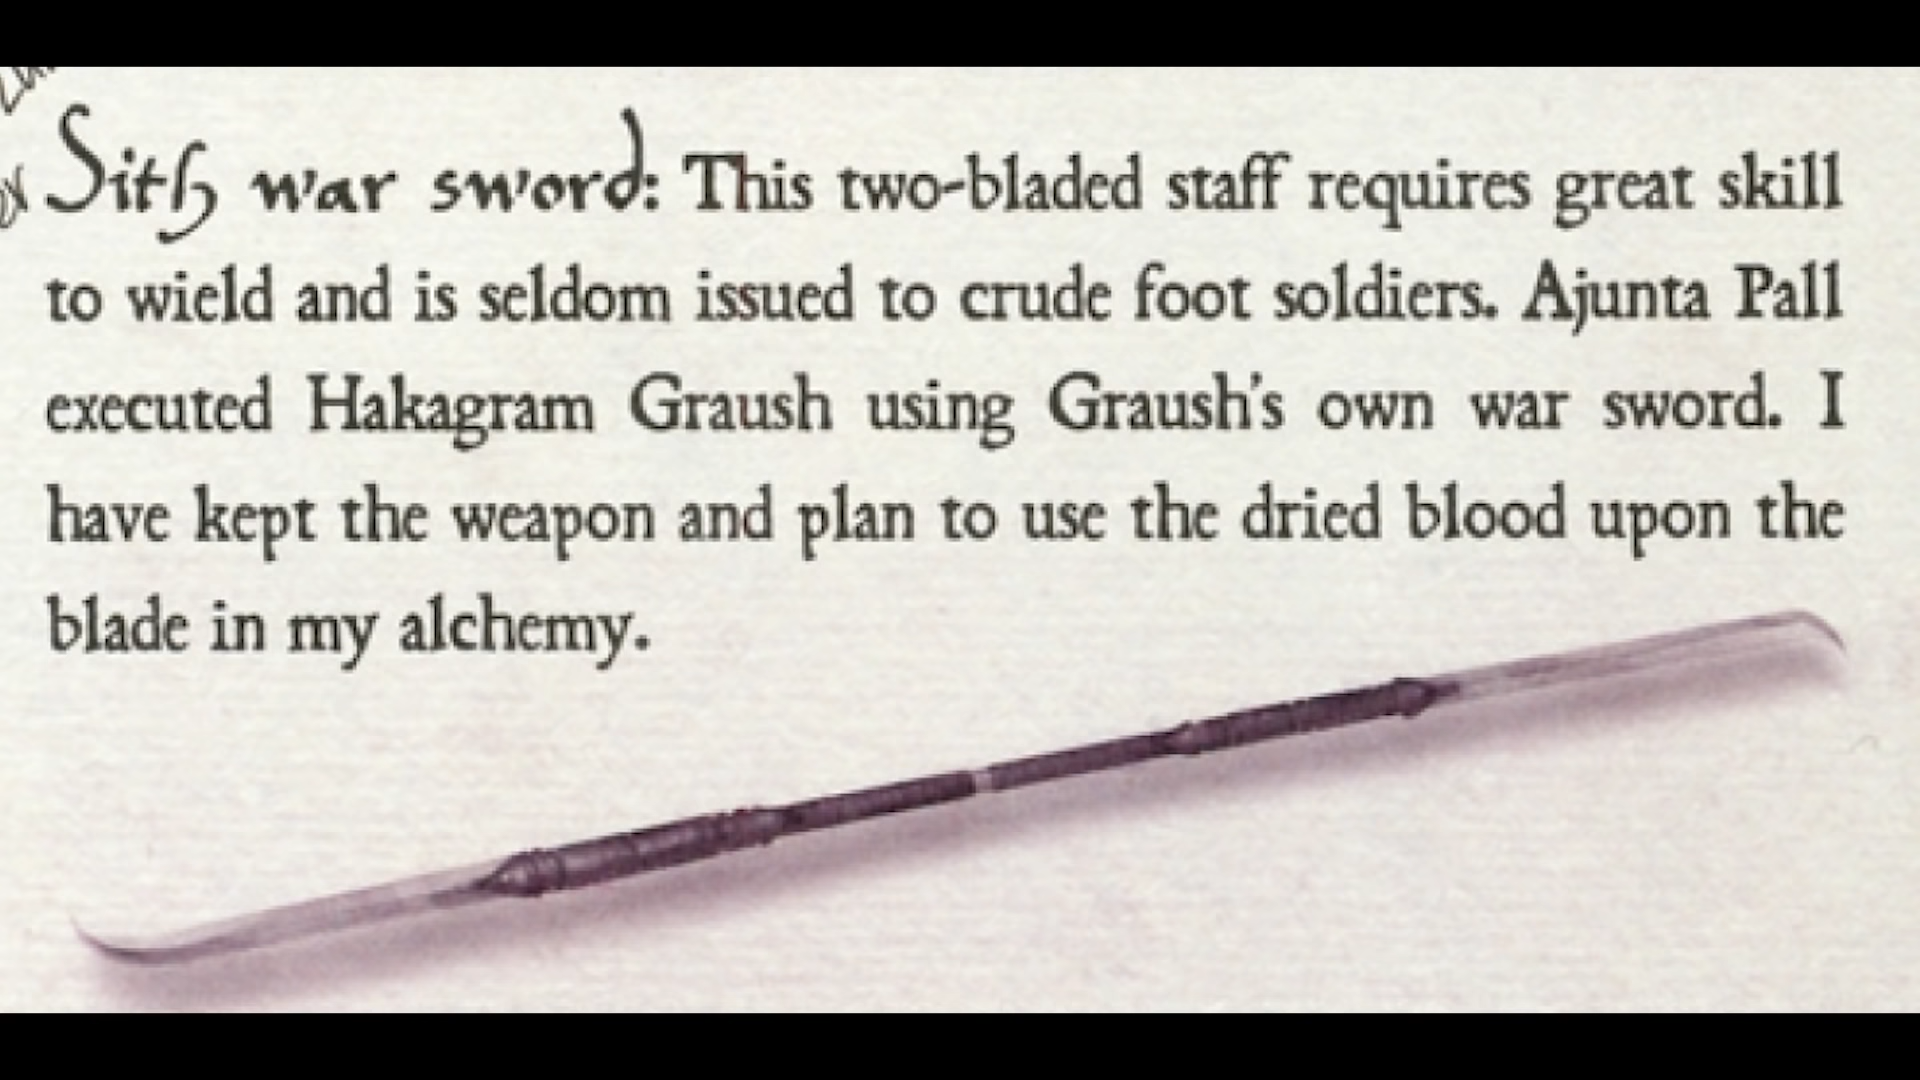 Sith war sword: This two-bladed staff requires great skill
to wield and is seldom issued to crude foot soldiers. Ajunta Pall
executed Hakagram Graush using Graush's own war sword. I
have kept the weapon and plan to use the dried blood upon the
blade in my alchemy.